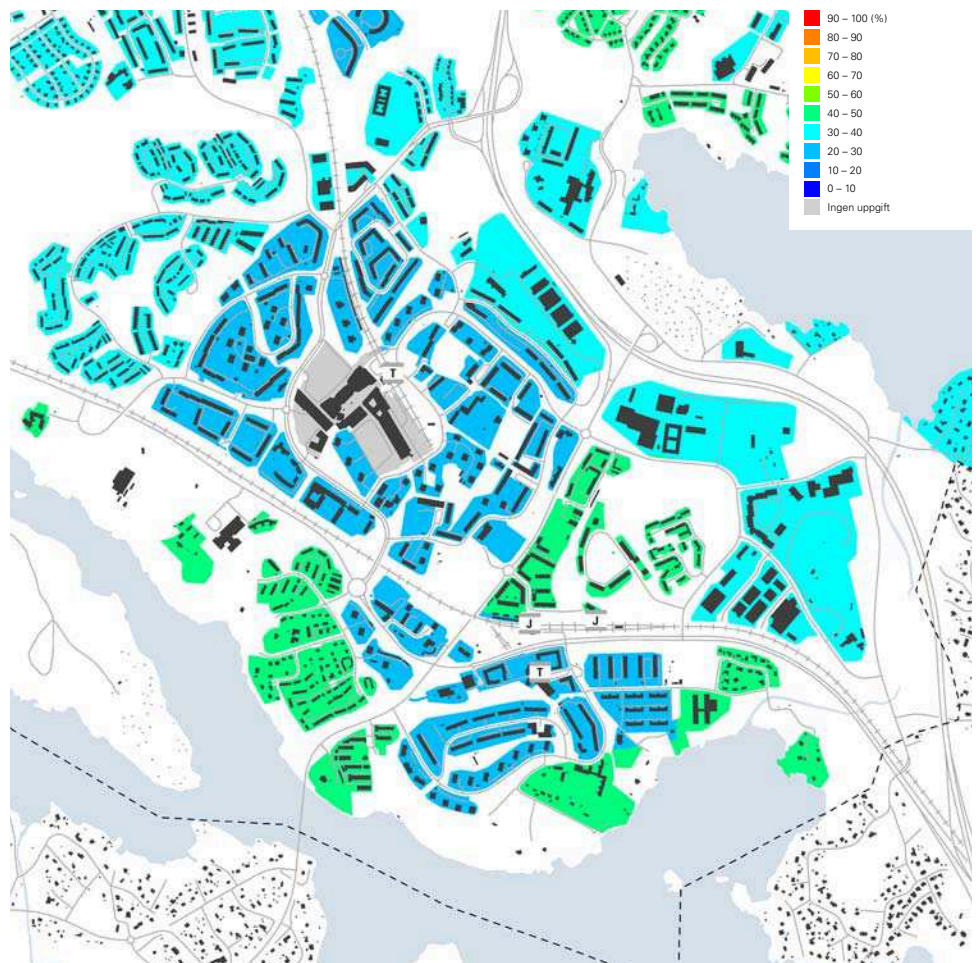 90 – 100 (%)
80 – 90
70 – 80
60 – 70
50 – 60
40 – 50
30 – 40
20 – 30
10 – 20
0 – 10
Ingen uppgift
T
J
J
T